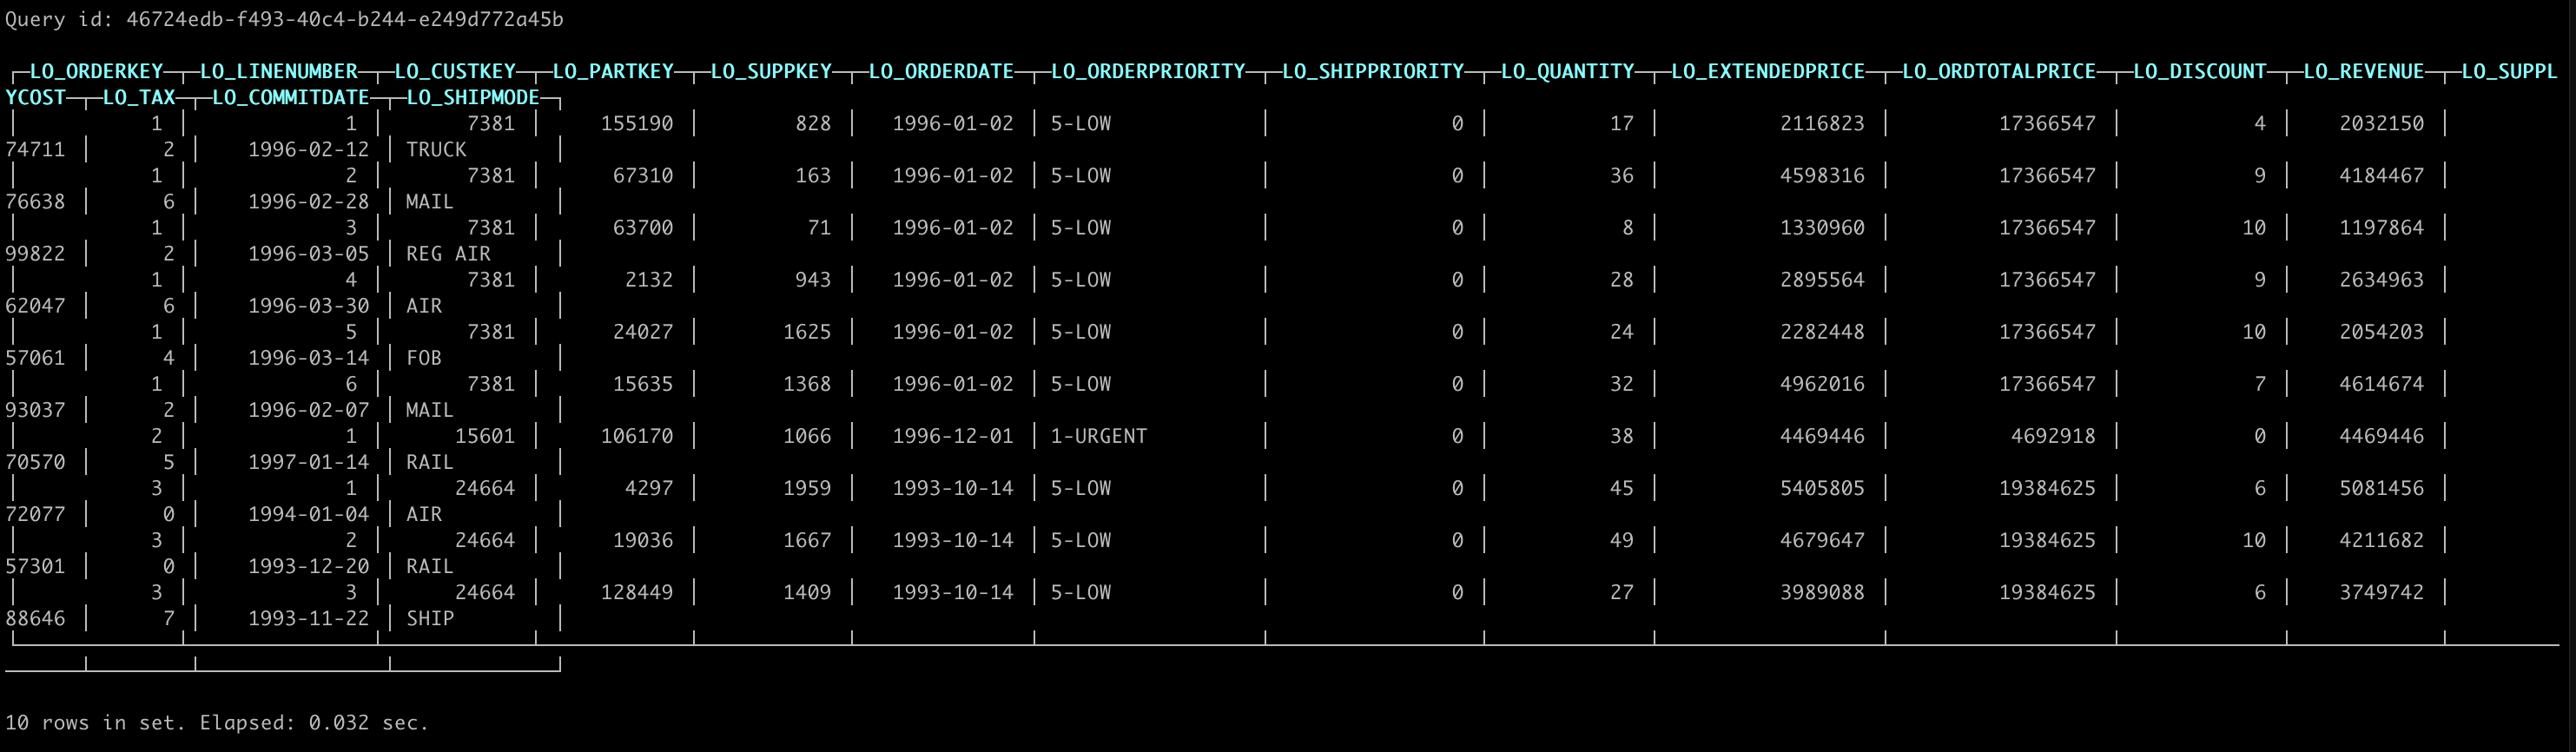 Query id: 46724edb-f493-40c4-b244-e249d772a45b
┌─LO_ORDERKEY─┬─LO_LINENUMBER─┬─LO_CUSTKEY─┬─LO_PARTKEY─┬─LO_SUPPKEY─┬─LO_ORDERDATE─┬─LO_ORDERPRIORITY─┬─LO_SHIPPRIORITY─┬─LO_QUANTITY─┬─LO_EXTENDEDPRICE─┬─LO_ORDTOTALPRICE─┬─LO_DISCOUNT─┬─LO_REVENUE─┬─LO_SUPPL
YCOST─┬─LO_TAX─┬─LO_COMMITDATE─┬─LO_SHIPMODE─┐
│ 1 │ 1 │ 7381 │ 155190 │ 828 │ 1996-01-02 │ 5-LOW │ 0 │ 17 │ 2116823 │ 17366547 │ 4 │ 2032150 │
74711 │ 2 │ 1996-02-12 │ TRUCK │
│ 1 │ 2 │ 7381 │ 67310 │ 163 │ 1996-01-02 │ 5-LOW │ 0 │ 36 │ 4598316 │ 17366547 │ 9 │ 4184467 │
76638 │ 6 │ 1996-02-28 │ MAIL │
│ 1 │ 3 │ 7381 │ 63700 │ 71 │ 1996-01-02 │ 5-LOW │ 0 │ 8 │ 1330960 │ 17366547 │ 10 │ 1197864 │
99822 │ 2 │ 1996-03-05 │ REG AIR │
│ 1 │ 4 │ 7381 │ 2132 │ 943 │ 1996-01-02 │ 5-LOW │ 0 │ 28 │ 2895564 │ 17366547 │ 9 │ 2634963 │
62047 │ 6 │ 1996-03-30 │ AIR │
│ 1 │ 5 │ 7381 │ 24027 │ 1625 │ 1996-01-02 │ 5-LOW │ 0 │ 24 │ 2282448 │ 17366547 │ 10 │ 2054203 │
57061 │ 4 │ 1996-03-14 │ FOB │
│ 1 │ 6 │ 7381 │ 15635 │ 1368 │ 1996-01-02 │ 5-LOW │ 0 │ 32 │ 4962016 │ 17366547 │ 7 │ 4614674 │
93037 │ 2 │ 1996-02-07 │ MAIL │
│ 2 │ 1 │ 15601 │ 106170 │ 1066 │ 1996-12-01 │ 1-URGENT │ 0 │ 38 │ 4469446 │ 4692918 │ 0 │ 4469446 │
70570 │ 5 │ 1997-01-14 │ RAIL │
│ 3 │ 1 │ 24664 │ 4297 │ 1959 │ 1993-10-14 │ 5-LOW │ 0 │ 45 │ 5405805 │ 19384625 │ 6 │ 5081456 │
72077 │ 0 │ 1994-01-04 │ AIR │
│ 3 │ 2 │ 24664 │ 19036 │ 1667 │ 1993-10-14 │ 5-LOW │ 0 │ 49 │ 4679647 │ 19384625 │ 10 │ 4211682 │
57301 │ 0 │ 1993-12-20 │ RAIL │
│ 3 │ 3 │ 24664 │ 128449 │ 1409 │ 1993-10-14 │ 5-LOW │ 0 │ 27 │ 3989088 │ 19384625 │ 6 │ 3749742 │
88646 │ 7 │ 1993-11-22 │ SHIP │
10 rows in set. Elapsed: 0.032 sec.